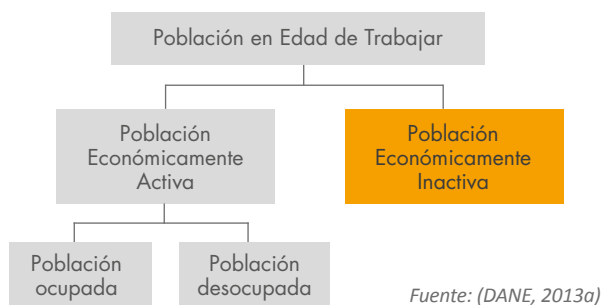 Población en Edad de Trabajar
Población
Económicamente
Activa
Población
Económicamente
Inactiva
Población
ocupada
Población
desocupada
Fuente: (DANE, 2013a)